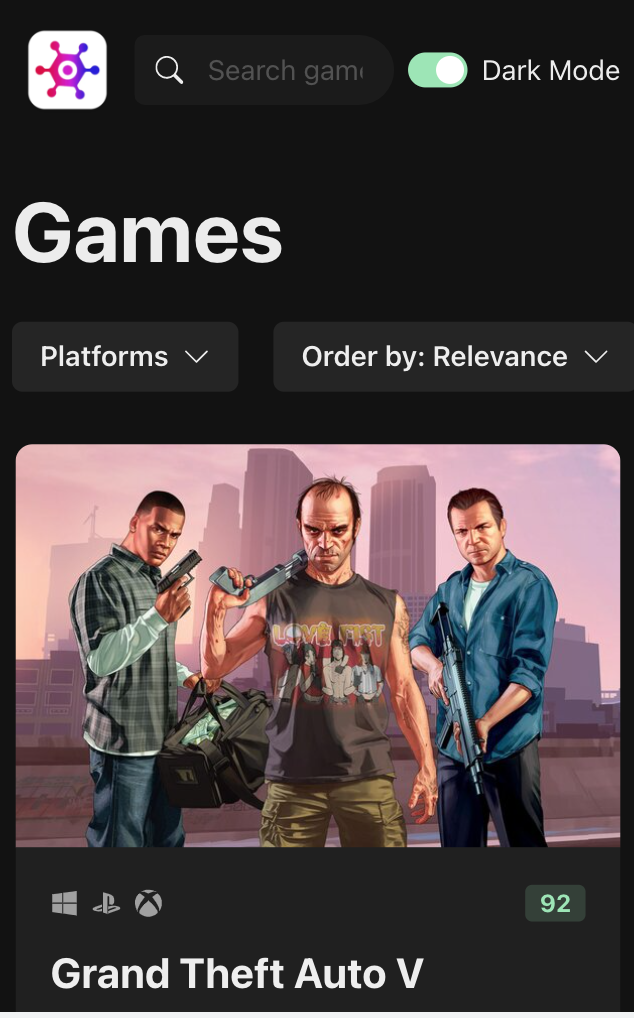 Search game
Dark Mode
Games
Platforms
Order by: Relevance
LOVE FIST
92
Grand Theft Auto V